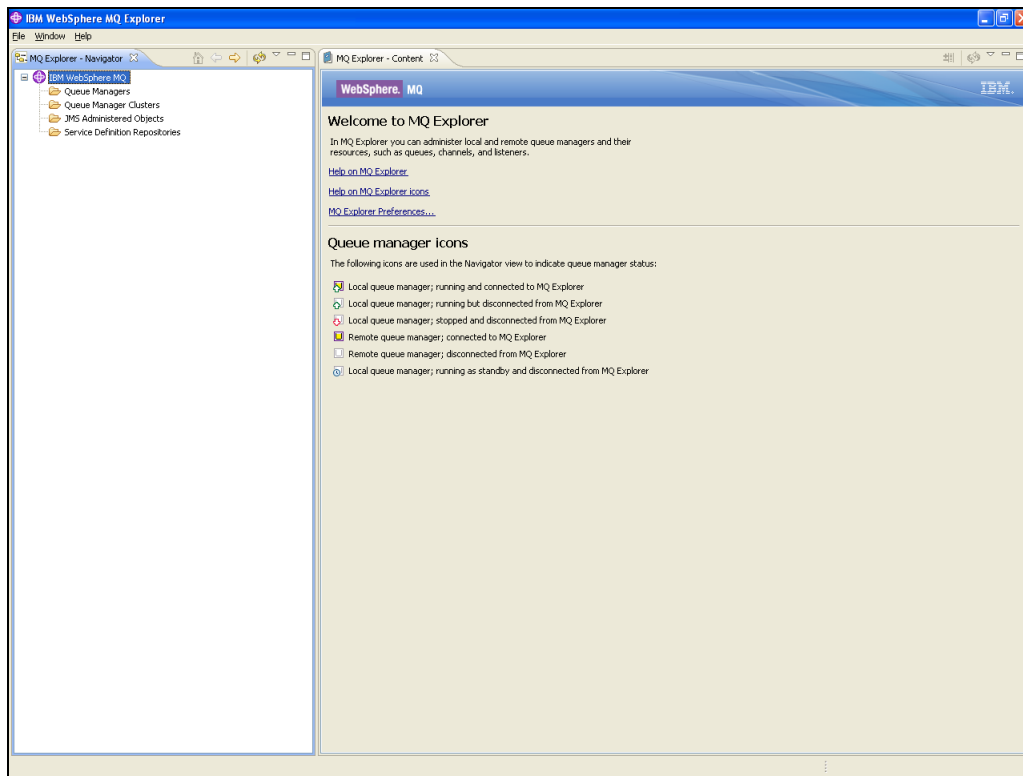 IBM WebSphere MQ Explorer
File Window Help
MQ Explorer - Navigator
IBM WebSphere MQ
Queue Managers
Queue Manager Clusters
JMS Administered Objects
Service Definition Repositories
MQ Explorer - Content
WebSphere. MQ
IBM.
Welcome to MQ Explorer
In MQ Explorer you can administer local and remote queue managers and their
resources, such as queues, channels, and listeners.
Help on MQ Explorer
Help on MQ Explorer icons
MQ Explorer Preferences...
Queue manager icons
The following icons are used in the Navigator view to indicate queue manager status:
Local queue manager; running and connected to MQ Explorer
Local queue manager; running but disconnected from MQ Explorer
Local queue manager; stopped and disconnected from MQ Explorer
Remote queue manager; connected to MQ Explorer
Remote queue manager; disconnected from MQ Explorer
Local queue manager; running as standby and disconnected from MQ Explorer